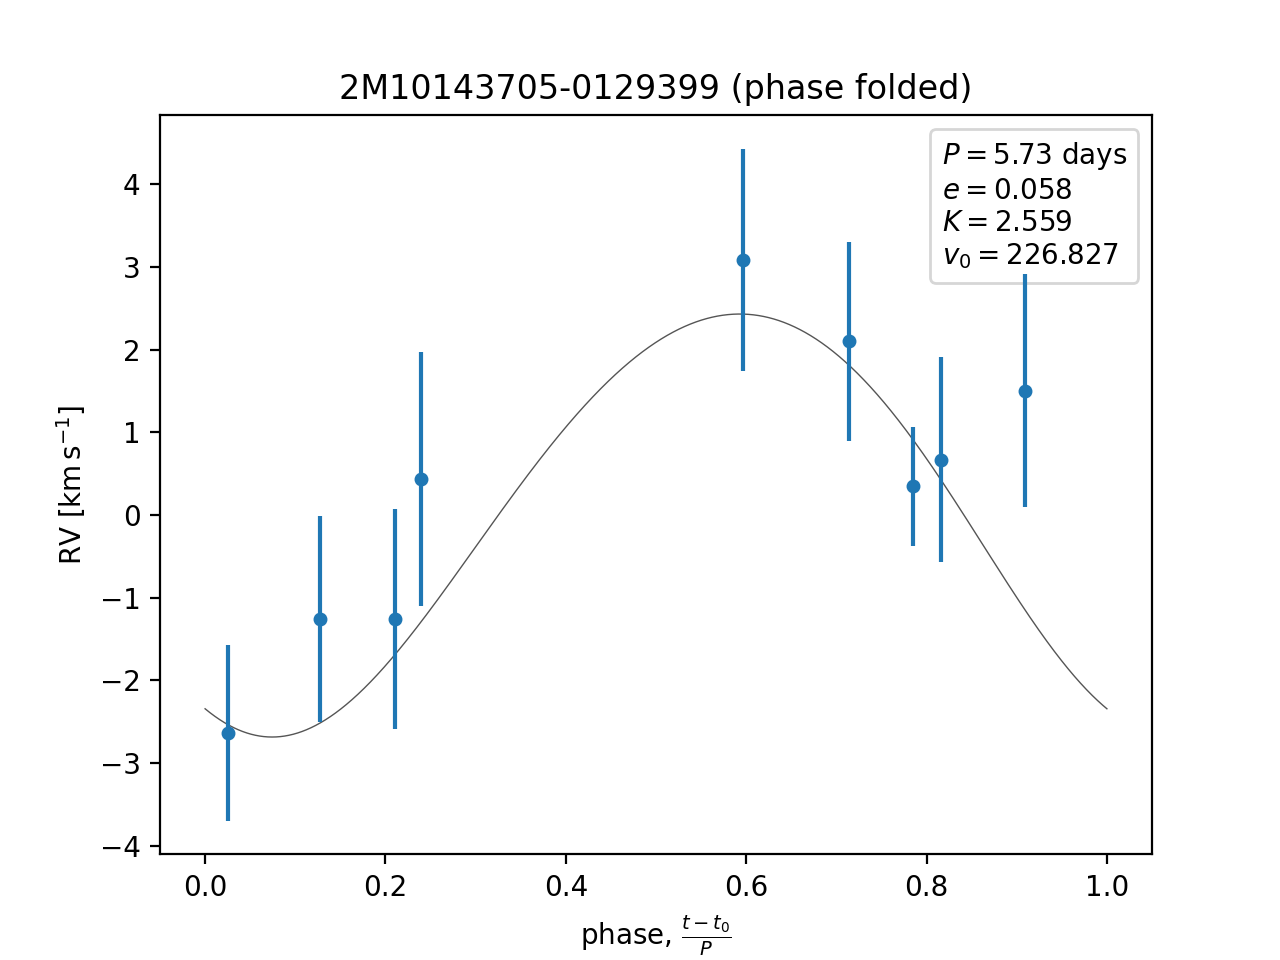 2M10143705-0129399 (phase folded)
P = 5.73 days
e = 0.058
K = 2.559
v₀ = 226.827
4
3
2
1
0
−1
−2
−3
−4
RV [km s⁻¹]
0.0 0.2 0.4 0.6 0.8 1.0
phase, (t − t₀)/P